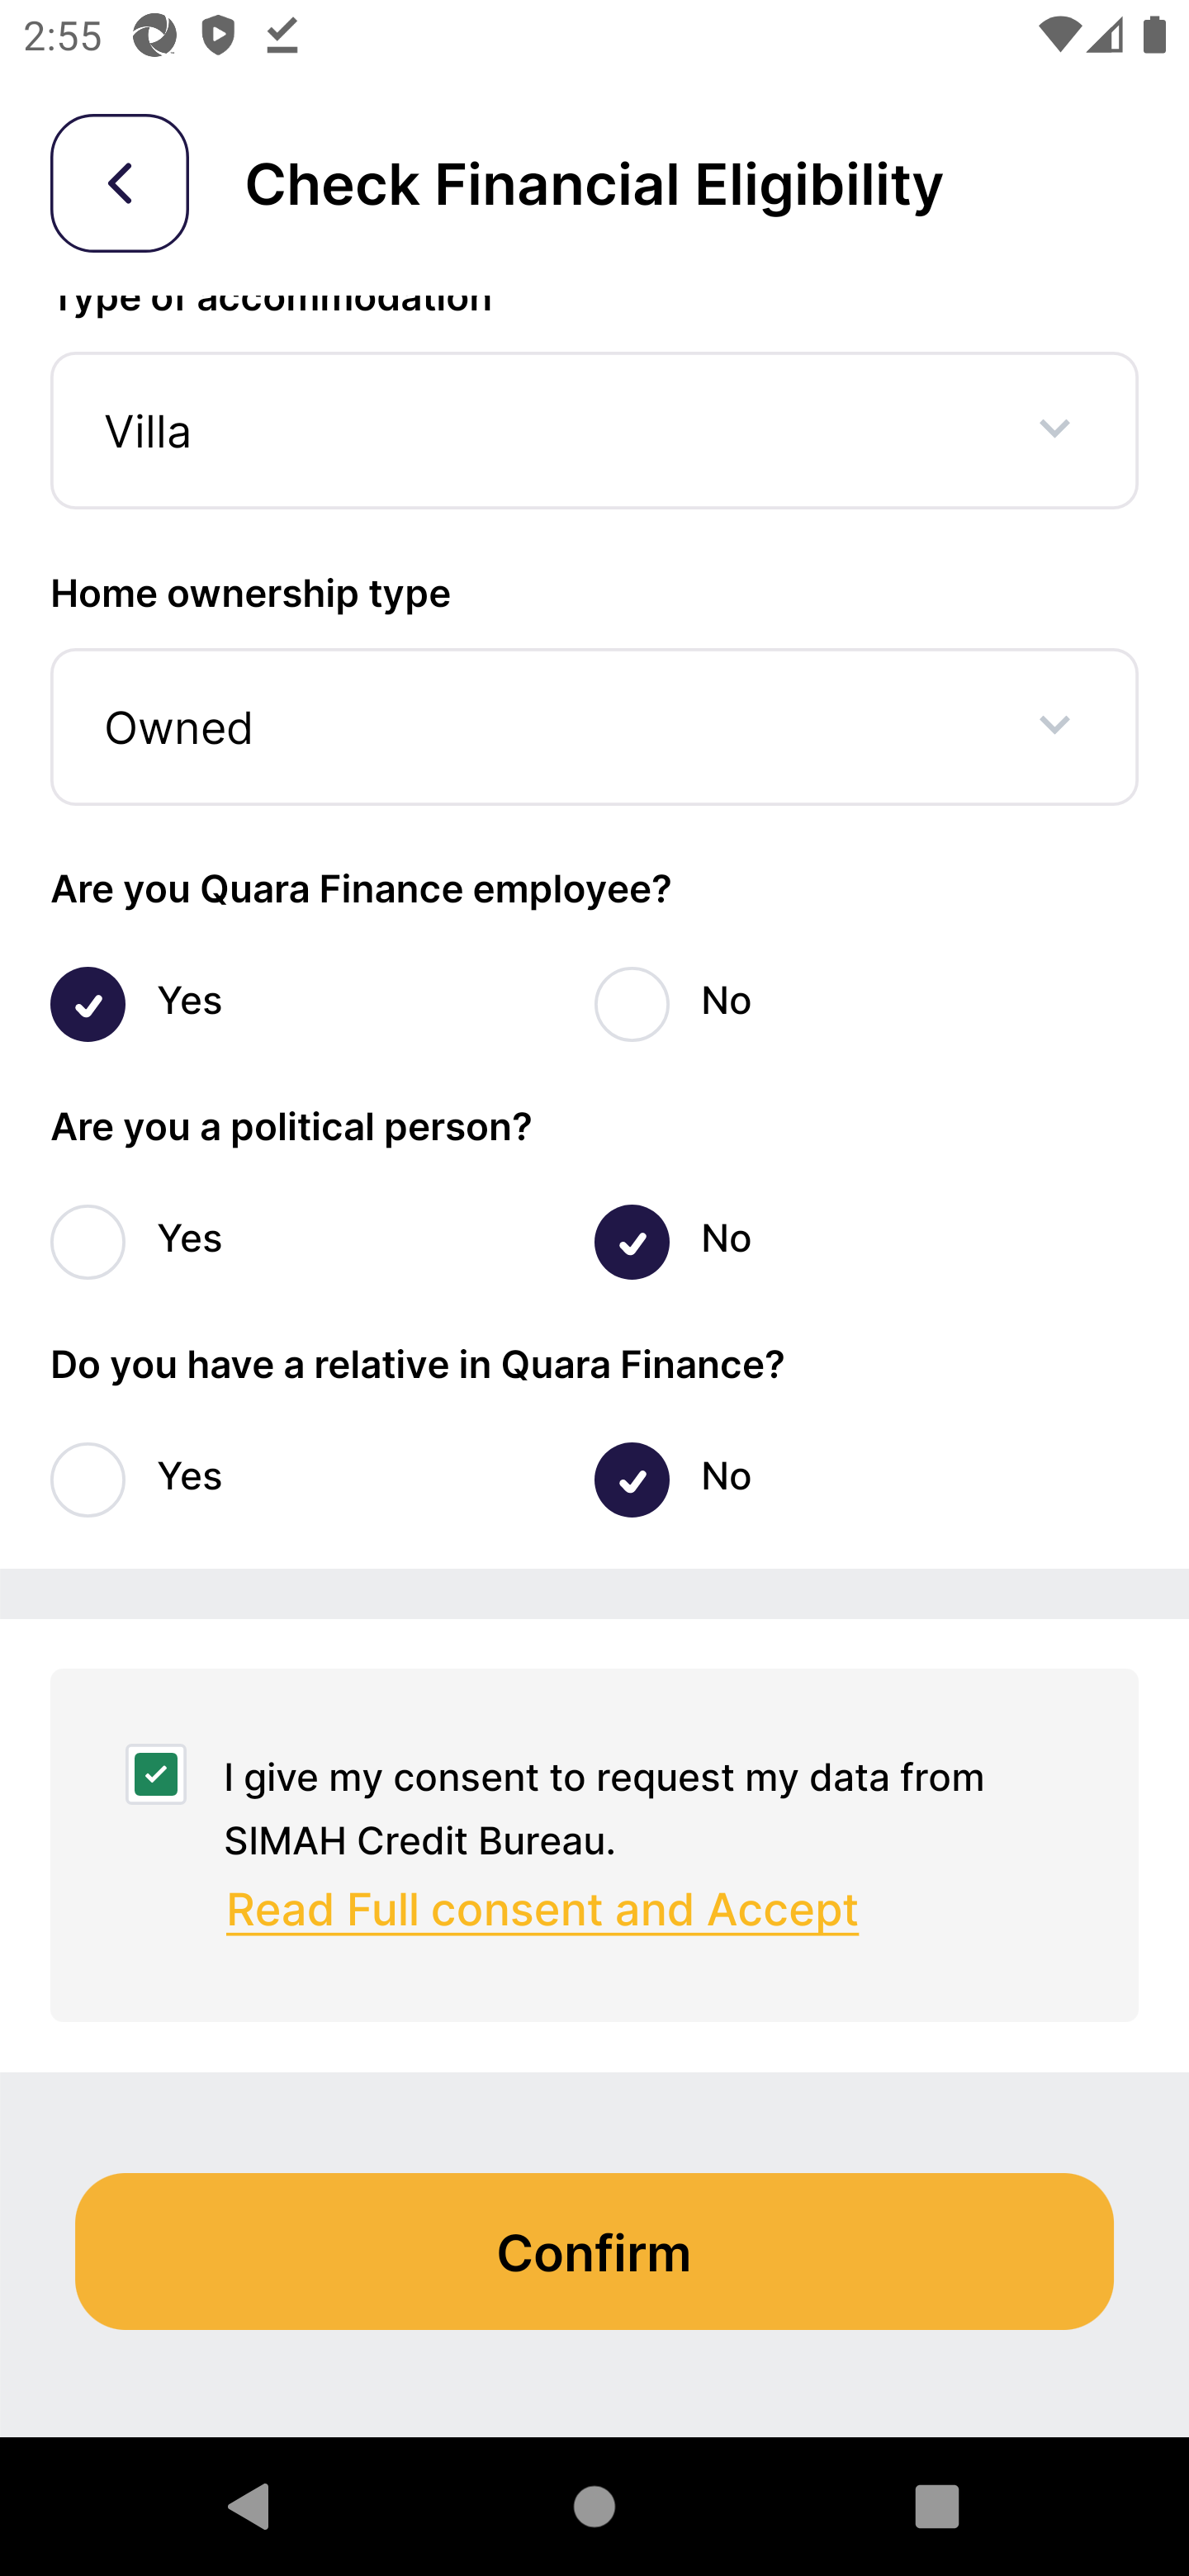 2:55
Check Financial Eligibility
Type of accommodation
Villa
Home ownership type
Owned
Are you Quara Finance employee?
Yes No
Are you a political person?
Yes No
Do you have a relative in Quara Finance?
Yes No
I give my consent to request my data from
SIMAH Credit Bureau.
Read Full consent and Accept
Confirm